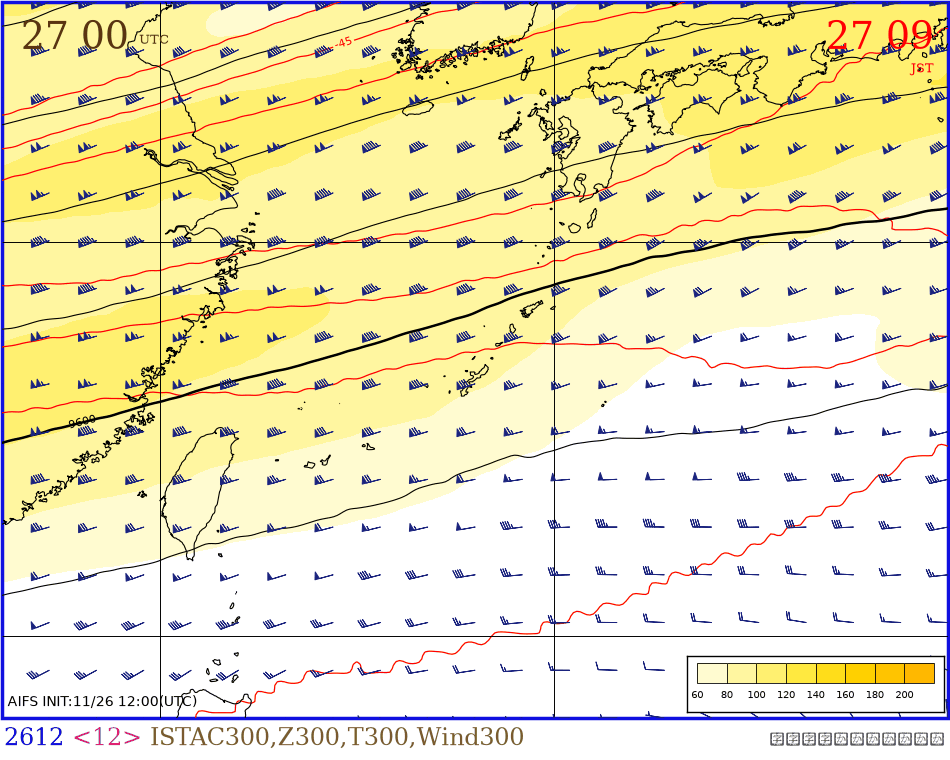 27 00 UTC
27 09
JST
-45
9600
60 80 100 120 140 160 180 200
AIFS INIT:11/26 12:00(UTC)
2612 <12> ISTAC300,Z300,T300,Wind300